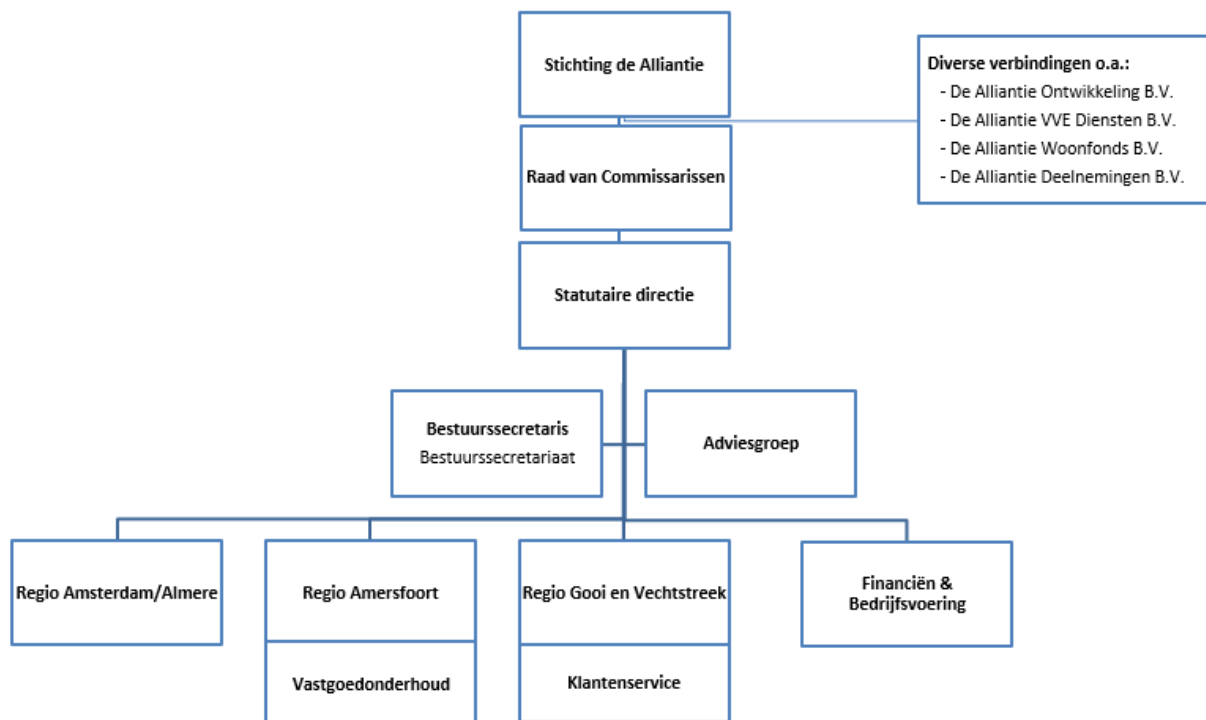 Stichting de Alliantie
Diverse verbindingen o.a.:
- De Alliantie Ontwikkeling B.V.
- De Alliantie VVE Diensten B.V.
- De Alliantie Woonfonds B.V.
- De Alliantie Deelnemingen B.V.
Raad van Commissarissen
Statutaire directie
Bestuurssecretaris
Bestuurssecretariaat
Adviesgroep
Regio Amsterdam/Almere
Regio Amersfoort
Regio Gooi en Vechtstreek
Financiën &
Bedrijfsvoering
Vastgoedonderhoud
Klantenservice